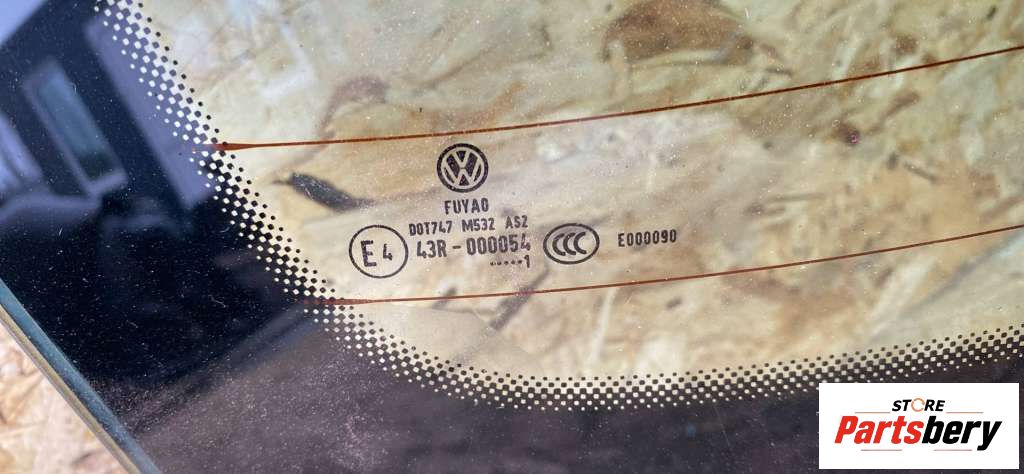 FUYAO
DOT747 M532 AS2
E4 43R-000054 CCC E000090
.....1
STORE
Partsbery